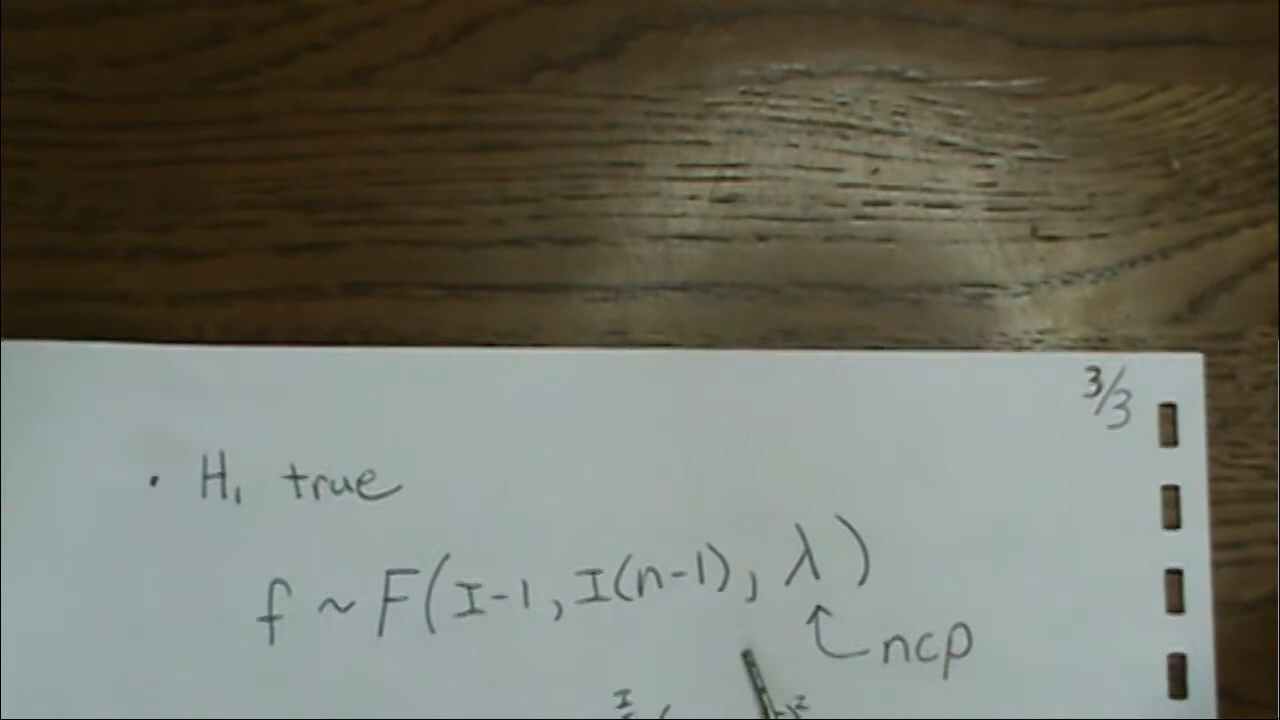 3/3
· H₁ true
f ~ F(I-1, I(n-1), λ)
ncp